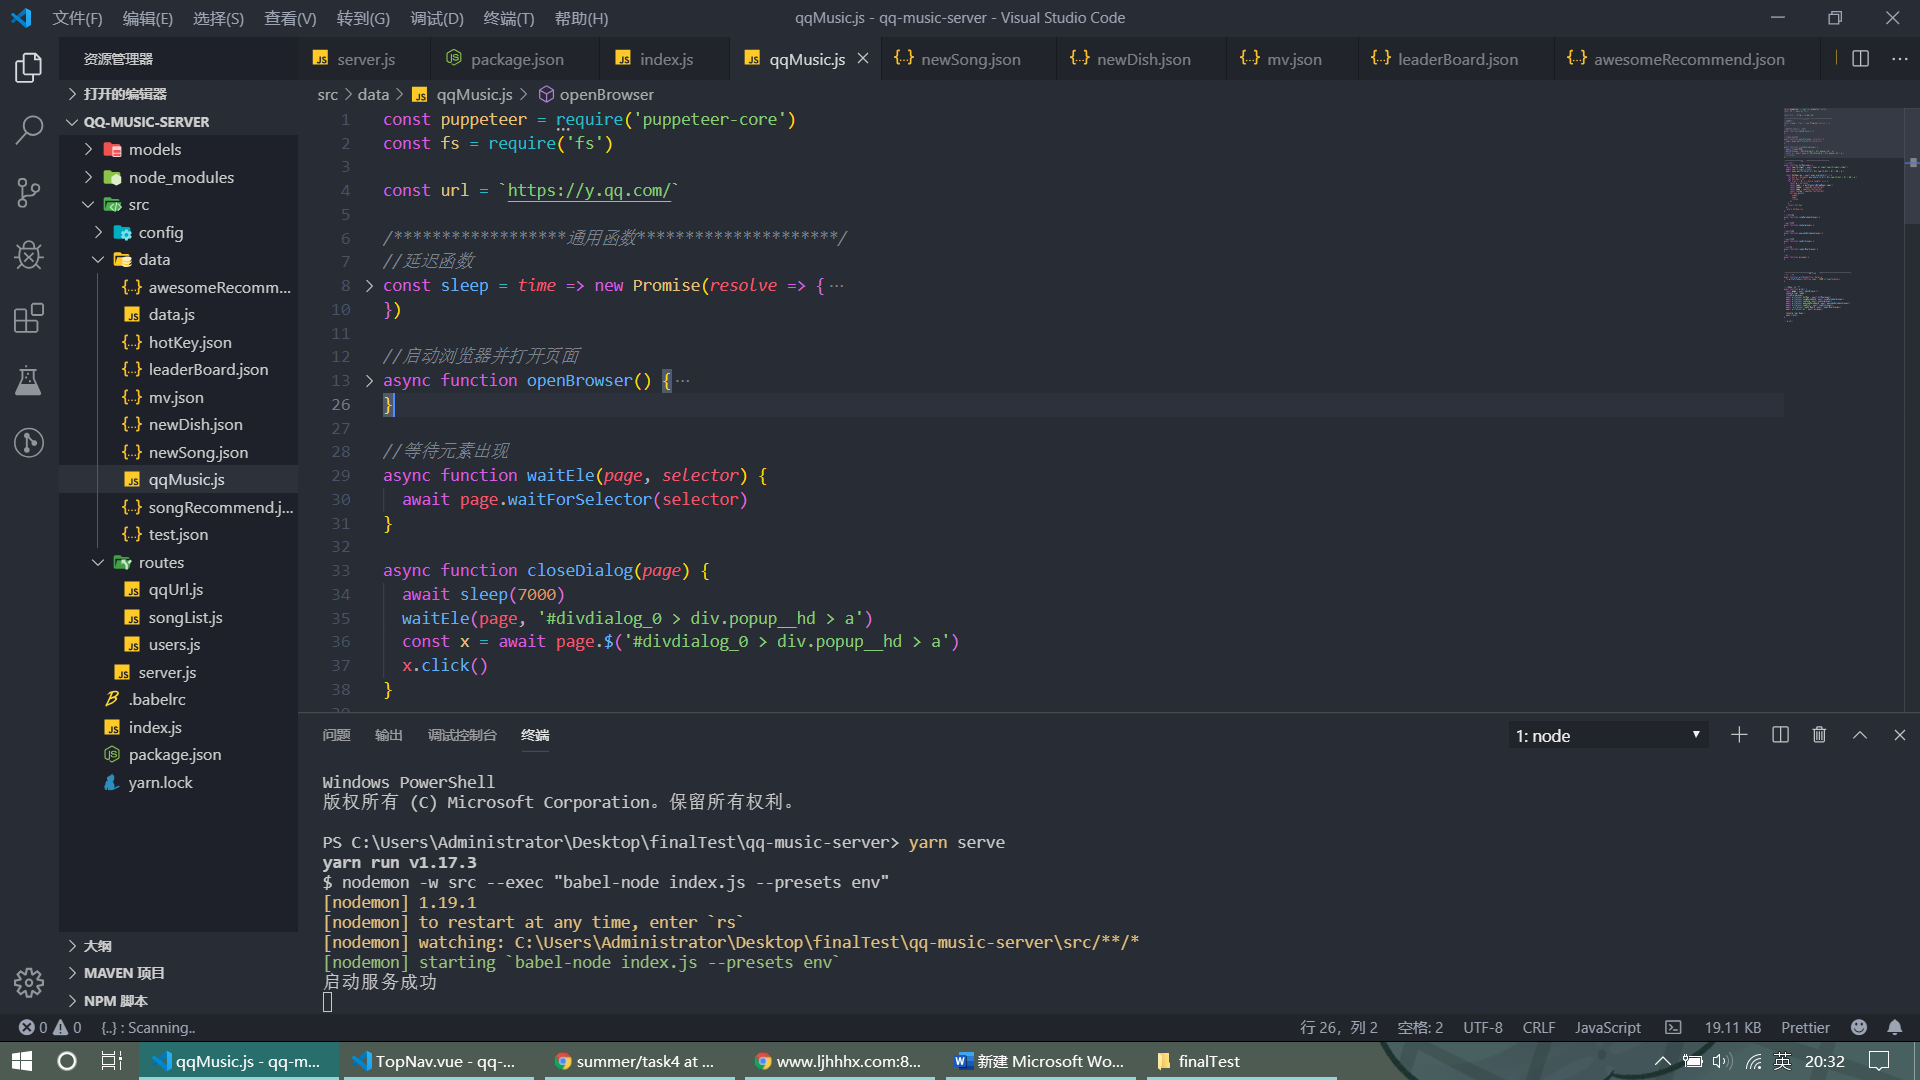 文件(F) 编辑(E) 选择(S) 查看(V) 转到(G) 调试(D) 终端(T) 帮助(H) qqMusic.js - qq-music-server - Visual Studio Code
资源管理器
server.js package.json index.js qqMusic.js newSong.json newDish.json mv.json leaderBoard.json awesomeRecommend.json
打开的编辑器
QQ-MUSIC-SERVER
models
node_modules
src
config
data
awesomeRecomm...
data.js
hotKey.json
leaderBoard.json
mv.json
newDish.json
newSong.json
qqMusic.js
songRecommend.j...
test.json
routes
qqUrl.js
songList.js
users.js
server.js
.babelrc
index.js
package.json
yarn.lock
大纲
MAVEN 项目
NPM 脚本
src > data > qqMusic.js > openBrowser
1 const puppeteer = require('puppeteer-core')
2 const fs = require('fs')
3
4 const url = `https://y.qq.com/`
5
6 /******************通用函数*********************/
7 //延迟函数
8 const sleep = time => new Promise(resolve => {···
10 })
11
12 //启动浏览器并打开页面
13 async function openBrowser() {···
26 }
27
28 //等待元素出现
29 async function waitEle(page, selector) {
30 await page.waitForSelector(selector)
31 }
32
33 async function closeDialog(page) {
34 await sleep(7000)
35 waitEle(page, '#divdialog_0 > div.popup__hd > a')
36 const x = await page.$('#divdialog_0 > div.popup__hd > a')
37 x.click()
38 }
问题 输出 调试控制台 终端 1: node
Windows PowerShell
版权所有 (C) Microsoft Corporation。保留所有权利。
PS C:\Users\Administrator\Desktop\finalTest\qq-music-server> yarn serve
yarn run v1.17.3
$ nodemon -w src --exec "babel-node index.js --presets env"
[nodemon] 1.19.1
[nodemon] to restart at any time, enter `rs`
[nodemon] watching: C:\Users\Administrator\Desktop\finalTest\qq-music-server\src/**/*
[nodemon] starting `babel-node index.js --presets env`
启动服务成功
0 0 {..} : Scanning.. 行 26，列 2 空格: 2 UTF-8 CRLF JavaScript 19.11 KB Prettier
qqMusic.js - qq-m... TopNav.vue - qq-... summer/task4 at ... www.ljhhhx.com:8... 新建 Microsoft Wo... finalTest 英 20:32